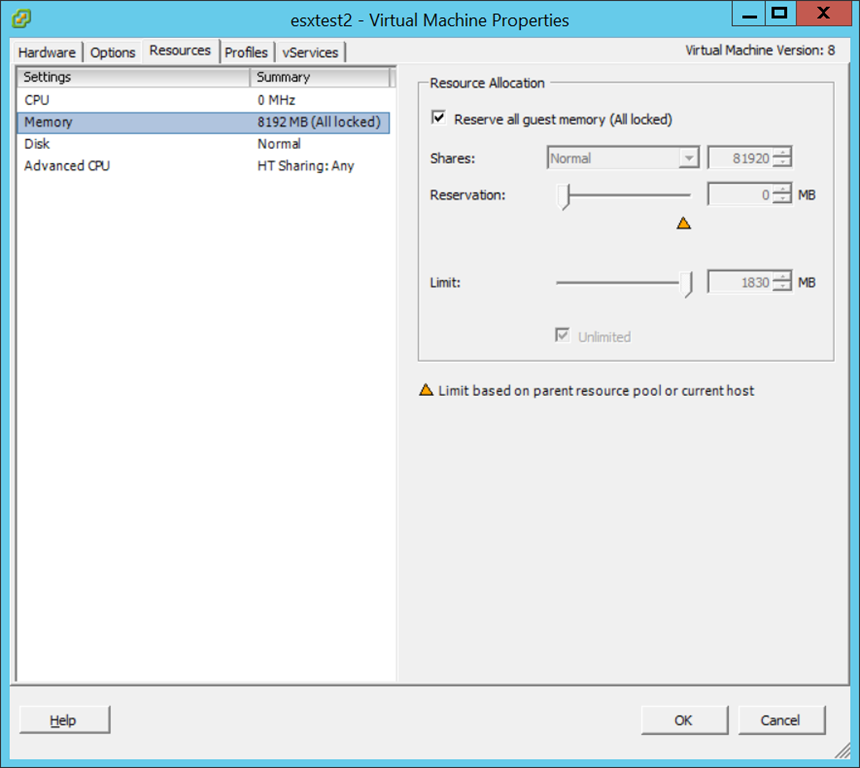 esxtest2 - Virtual Machine Properties
X
Hardware Options Resources Profiles vServices Virtual Machine Version: 8
Settings Summary
CPU 0 MHz
Memory 8192 MB (All locked)
Disk Normal
Advanced CPU HT Sharing: Any
Resource Allocation
Reserve all guest memory (All locked)
Shares: Normal 81920
Reservation: 0 MB
Limit: 1830 MB
Unlimited
Limit based on parent resource pool or current host
Help OK Cancel